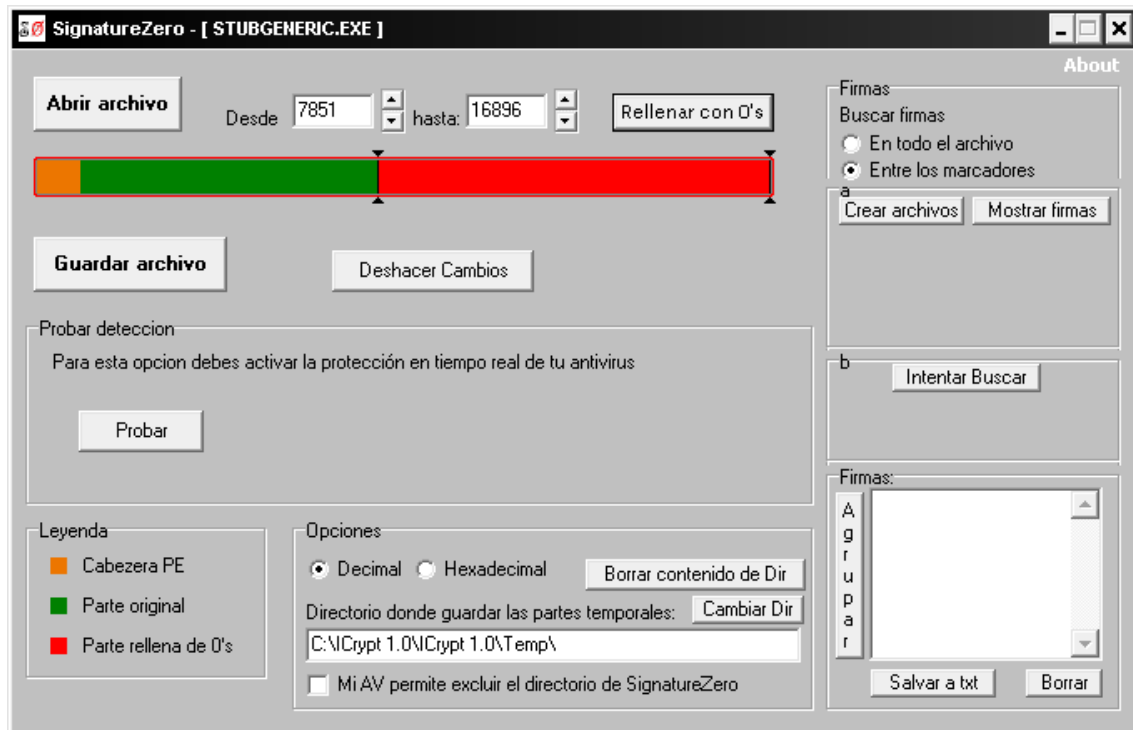 SignatureZero - [ STUBGENERIC.EXE ]
About
Abrir archivo
Desde
7851
hasta:
16896
Rellenar con 0's
Firmas
Buscar firmas
En todo el archivo
Entre los marcadores
a
Crear archivos
Mostrar firmas
Guardar archivo
Deshacer Cambios
Probar deteccion
Para esta opcion debes activar la protección en tiempo real de tu antivirus
Probar
b
Intentar Buscar
Leyenda
Cabezera PE
Parte original
Parte rellena de 0's
Opciones
Decimal
Hexadecimal
Borrar contenido de Dir
Directorio donde guardar las partes temporales:
Cambiar Dir
C:\ICrypt 1.0\ICrypt 1.0\Temp\
Mi AV permite excluir el directorio de SignatureZero
Firmas:
A
g
r
u
p
a
r
Salvar a txt
Borrar